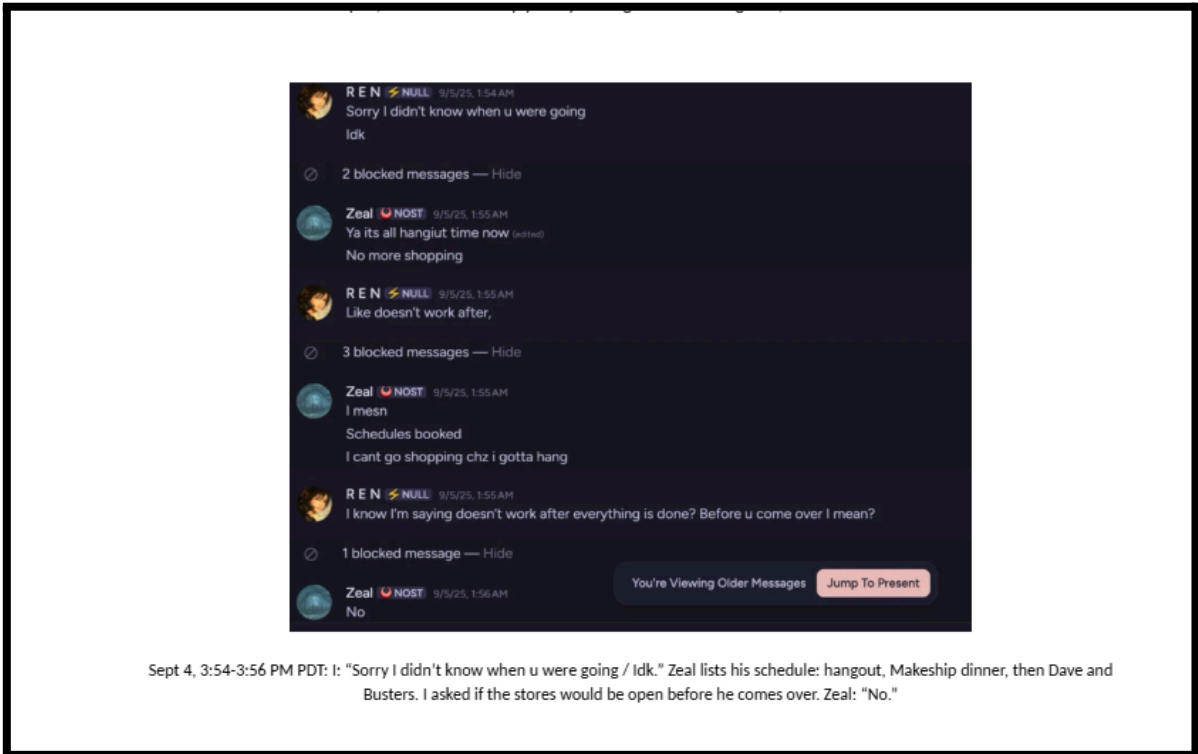 R E N ⚡NULL 9/5/25, 1:54 AM
Sorry I didn't know when u were going
Idk
2 blocked messages — Hide
Zeal NOST 9/5/25, 1:55 AM
Ya its all hangiut time now (edited)
No more shopping
R E N ⚡NULL 9/5/25, 1:55 AM
Like doesn't work after,
3 blocked messages — Hide
Zeal NOST 9/5/25, 1:55 AM
I mesn
Schedules booked
I cant go shopping chz i gotta hang
R E N ⚡NULL 9/5/25, 1:55 AM
I know I'm saying doesn't work after everything is done? Before u come over I mean?
1 blocked message — Hide
You're Viewing Older Messages Jump To Present
Zeal NOST 9/5/25, 1:56 AM
No
Sept 4, 3:54-3:56 PM PDT: I: “Sorry I didn’t know when u were going / Idk.” Zeal lists his schedule: hangout, Makeship dinner, then Dave and
Busters. I asked if the stores would be open before he comes over. Zeal: “No.”